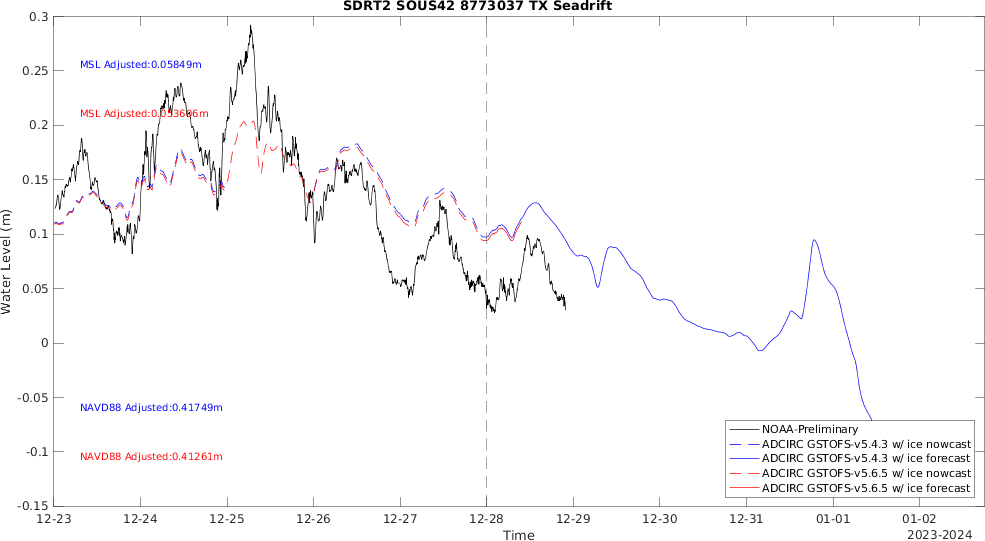 SDRT2 SOUS42 8773037 TX Seadrift
0.3
0.25
0.2
0.15
0.1
0.05
0
-0.05
-0.1
-0.15
Water Level (m)
MSL Adjusted:0.05849m
MSL Adjusted:0.053606m
NAVD88 Adjusted:0.41749m
NAVD88 Adjusted:0.41261m
NOAA-Preliminary
ADCIRC GSTOFS-v5.4.3 w/ ice nowcast
ADCIRC GSTOFS-v5.4.3 w/ ice forecast
ADCIRC GSTOFS-v5.6.5 w/ ice nowcast
ADCIRC GSTOFS-v5.6.5 w/ ice forecast
12-23 12-24 12-25 12-26 12-27 12-28 12-29 12-30 12-31 01-01 01-02
Time
2023-2024